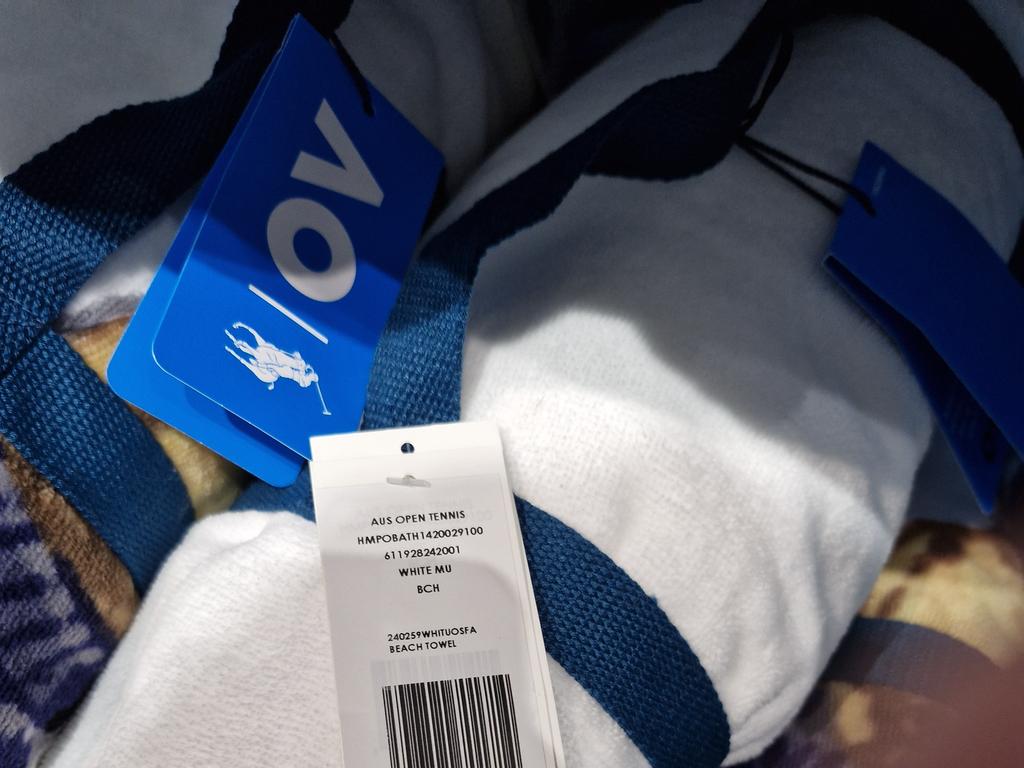 AO
AUS OPEN TENNIS
HMPOBATH1420029100
611928242001
WHITE MU
BCH
240259WHITUOSFA
BEACH TOWEL